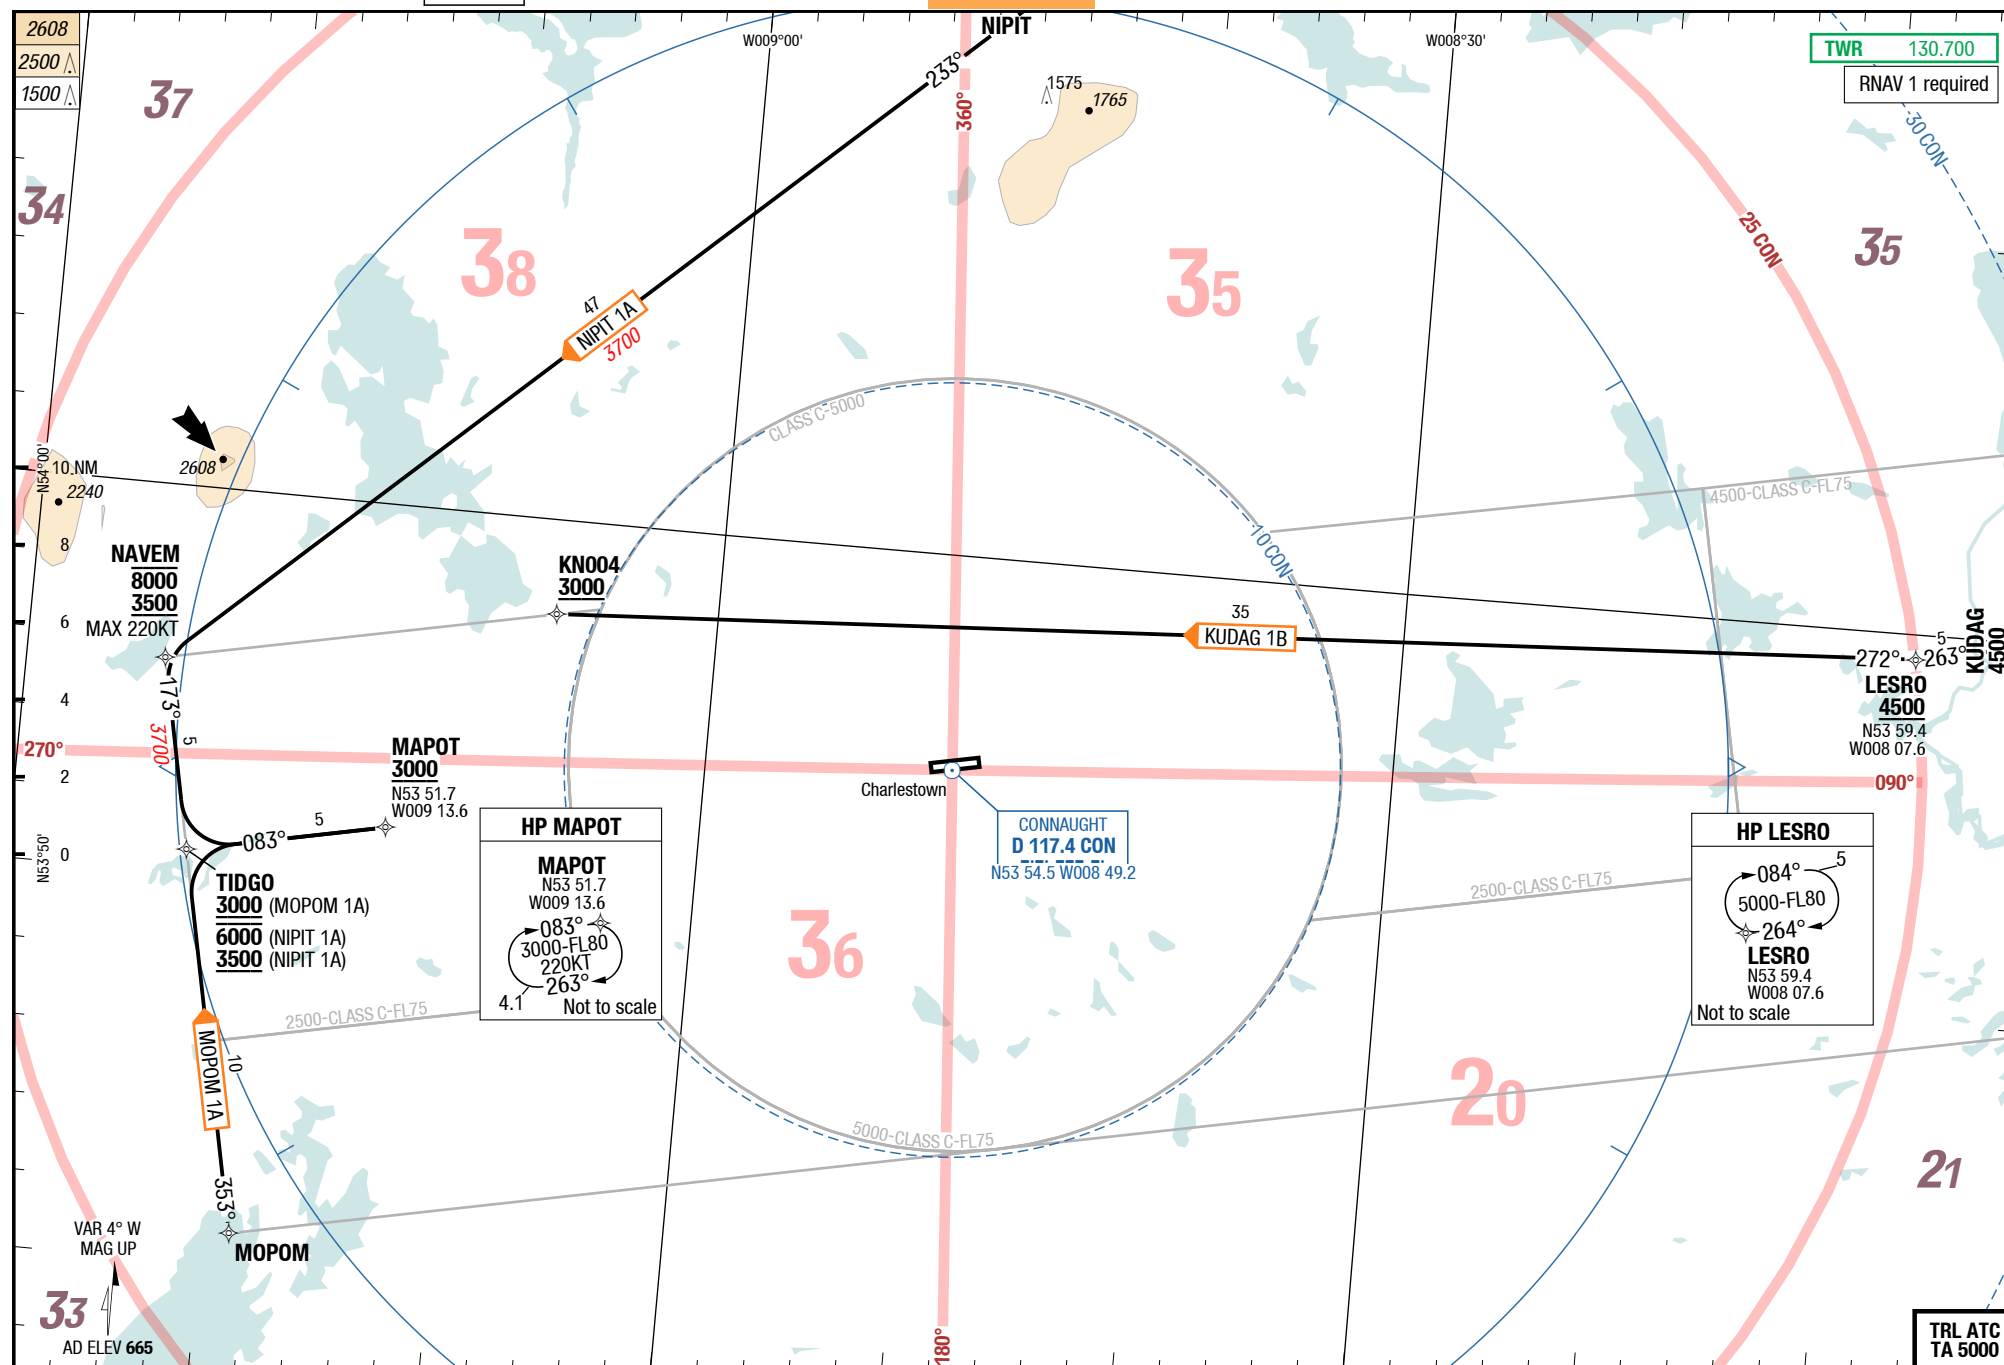 2608
2500
1500
37
34
38
35
35
NIPIT
W009°00'
W008°30'
TWR 130.700
RNAV 1 required
30 CON
233°
360°
1575
1765
25 CON
47
NIPIT 1A
3700
CLASS C-5000
2608
2240
N54°00'
10 NM
8
6
4
2
0
N53°50'
4500-CLASS C-FL75
10 CON
NAVEM
8000
3500
MAX 220KT
KN004
3000
35
KUDAG 1B
5
272°
263°
KUDAG
4500
LESRO
4500
N53 59.4
W008 07.6
173°
3700
5
270°
090°
MAPOT
3000
N53 51.7
W009 13.6
083°
5
Charlestown
CONNAUGHT
D 117.4 CON
N53 54.5 W008 49.2
HP MAPOT
MAPOT
N53 51.7
W009 13.6
083°
3000-FL80
220KT
263°
4.1
Not to scale
HP LESRO
084°
5
5000-FL80
264°
LESRO
N53 59.4
W008 07.6
Not to scale
TIDGO
3000 (MOPOM 1A)
6000 (NIPIT 1A)
3500 (NIPIT 1A)
2500-CLASS C-FL75
2500-CLASS C-FL75
36
MOPOM 1A
10
5000-CLASS C-FL75
20
21
353°
MOPOM
VAR 4° W
MAG UP
33
AD ELEV 665
180°
TRL ATC
TA 5000